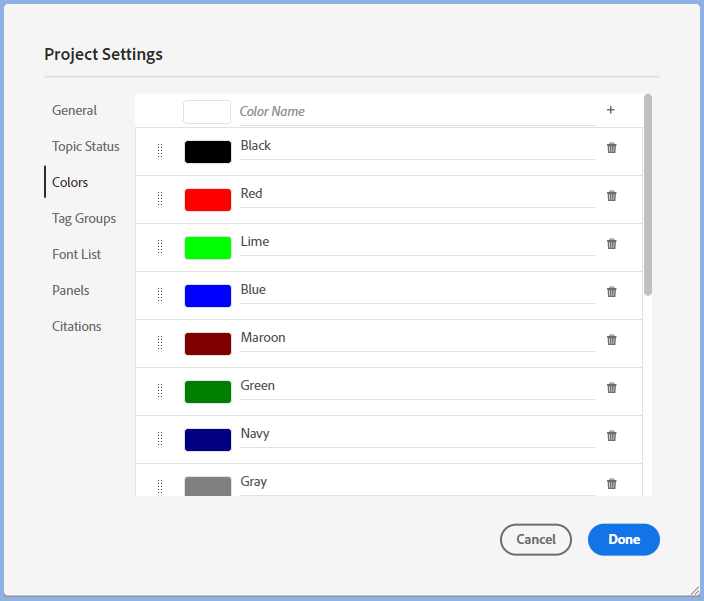 Project Settings
General
Topic Status
Colors
Tag Groups
Font List
Panels
Citations
Color Name
+
Black
Red
Lime
Blue
Maroon
Green
Navy
Gray
Cancel
Done